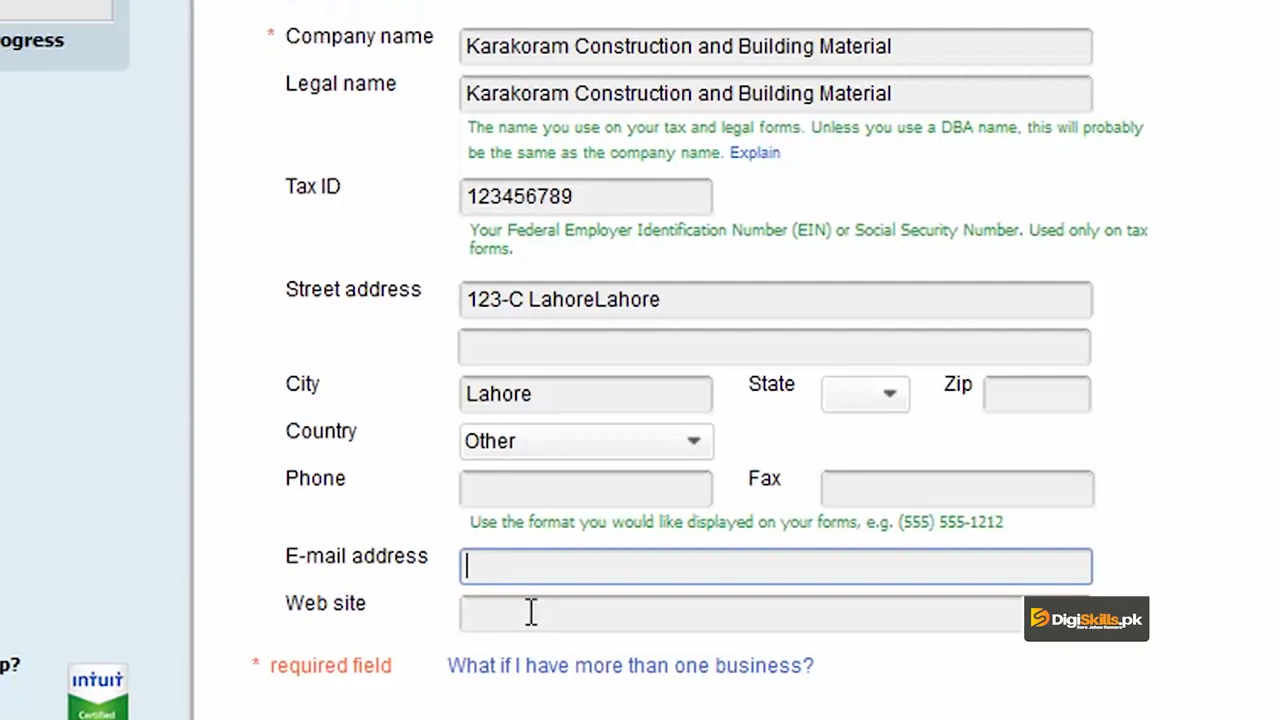 ogress
* Company name Karakoram Construction and Building Material
Legal name Karakoram Construction and Building Material
The name you use on your tax and legal forms. Unless you use a DBA name, this will probably
be the same as the company name. Explain
Tax ID 123456789
Your Federal Employer Identification Number (EIN) or Social Security Number. Used only on tax
forms.
Street address 123-C LahoreLahore
City Lahore State Zip
Country Other
Phone Fax
Use the format you would like displayed on your forms, e.g. (555) 555-1212
E-mail address
Web site
DigiSkills.pk
* required field What if I have more than one business?
p?
intuit
Certified